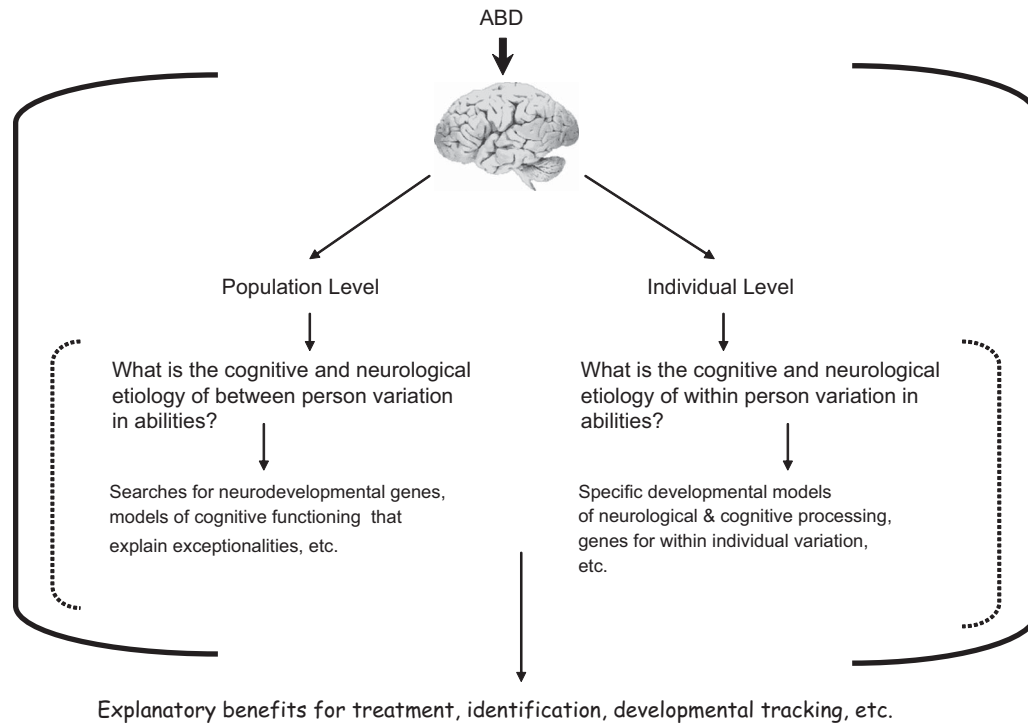 ABD
Population Level
What is the cognitive and neurological
etiology of between person variation
in abilities?
Searches for neurodevelopmental genes,
models of cognitive functioning that
explain exceptionalities, etc.
Individual Level
What is the cognitive and neurological
etiology of within person variation in
abilities?
Specific developmental models
of neurological & cognitive processing,
genes for within individual variation,
etc.
Explanatory benefits for treatment, identification, developmental tracking, etc.